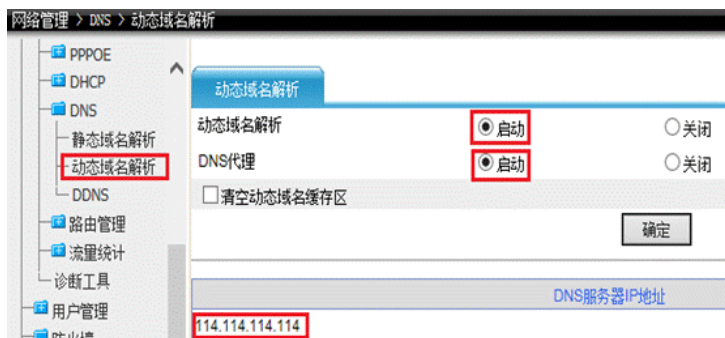 网络管理 > DNS > 动态域名解析
PPPOE
DHCP
DNS
静态域名解析
动态域名解析
DDNS
路由管理
流量统计
诊断工具
用户管理
防火墙
动态域名解析
动态域名解析 启动 关闭
DNS代理 启动 关闭
清空动态域名缓存区
确定
DNS服务器IP地址
114.114.114.114